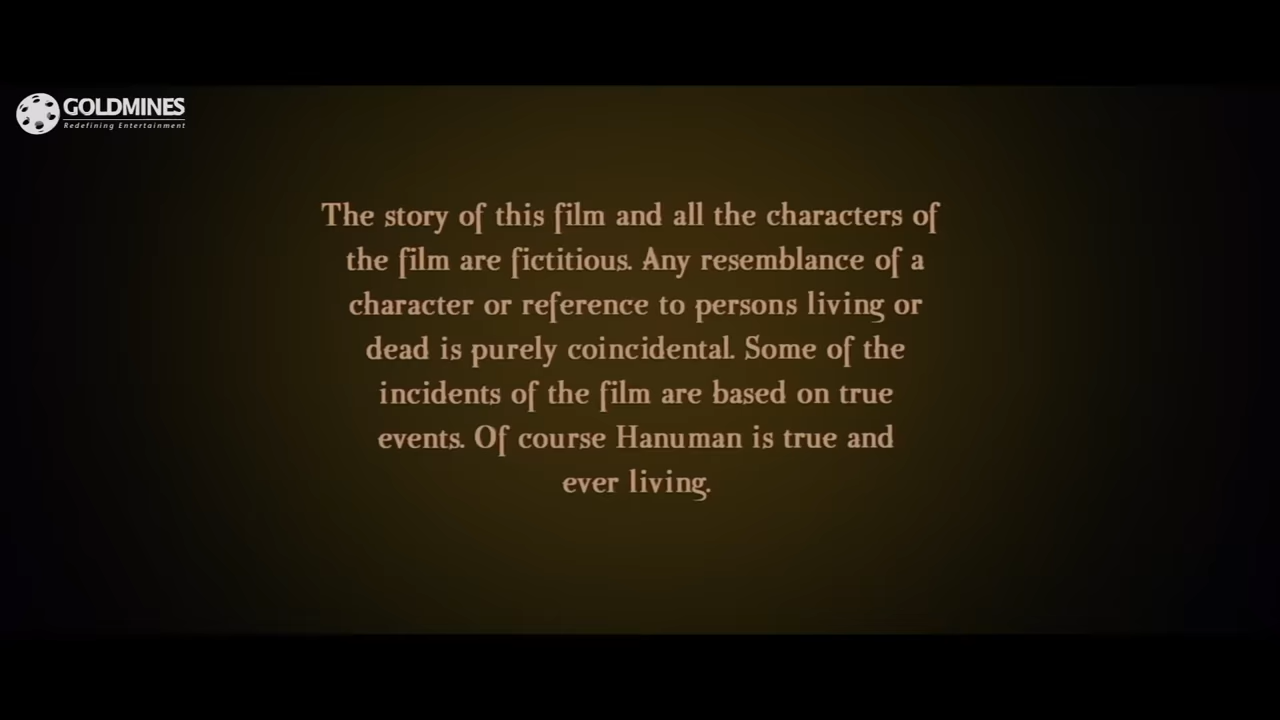 GOLDMINES
Redefining Entertainment
The story of this film and all the characters of
the film are fictitious. Any resemblance of a
character or reference to persons living or
dead is purely coincidental. Some of the
incidents of the film are based on true
events. Of course Hanuman is true and
ever living.